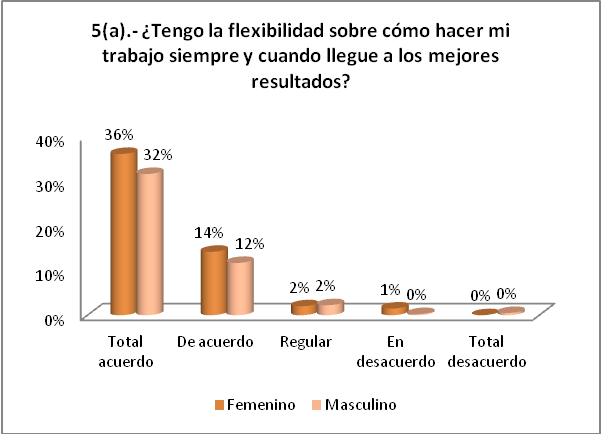 5(a).- ¿Tengo la flexibilidad sobre cómo hacer mi
trabajo siempre y cuando llegue a los mejores
resultados?
40%
30%
20%
10%
0%
36%
32%
14%
12%
2%
2%
1%
0%
0%
0%
Total
acuerdo
De acuerdo
Regular
En
desacuerdo
Total
desacuerdo
Femenino
Masculino